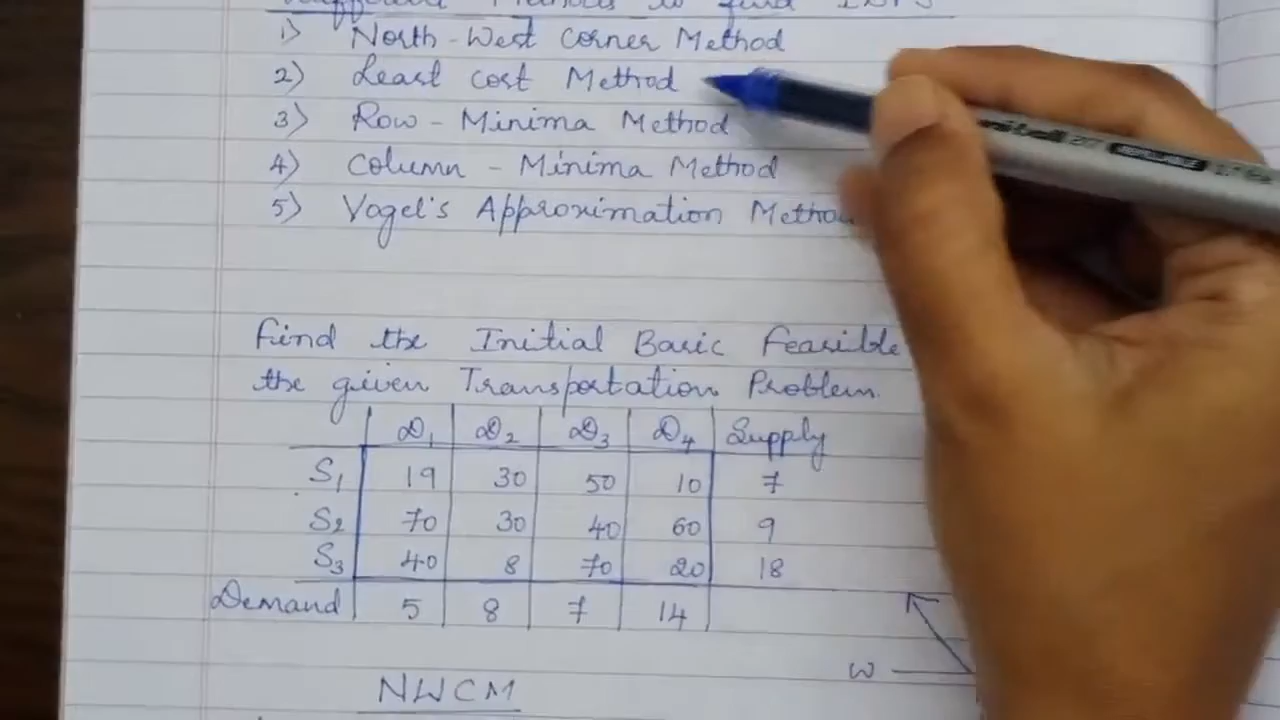 to find IBFS
1) North-West Corner Method
2) Least cost Method
3) Row - Minima Method
4) Column - Minima Method
5) Vogel's Approximation
Find the Initial Basic Feasible
the given Transportation Problem.
D1 D2 D3 D4 Supply
S1 19 30 50 10 7
S2 70 30 40 60 9
S3 40 8 70 20 18
Demand 5 8 7 14
W
NWCM